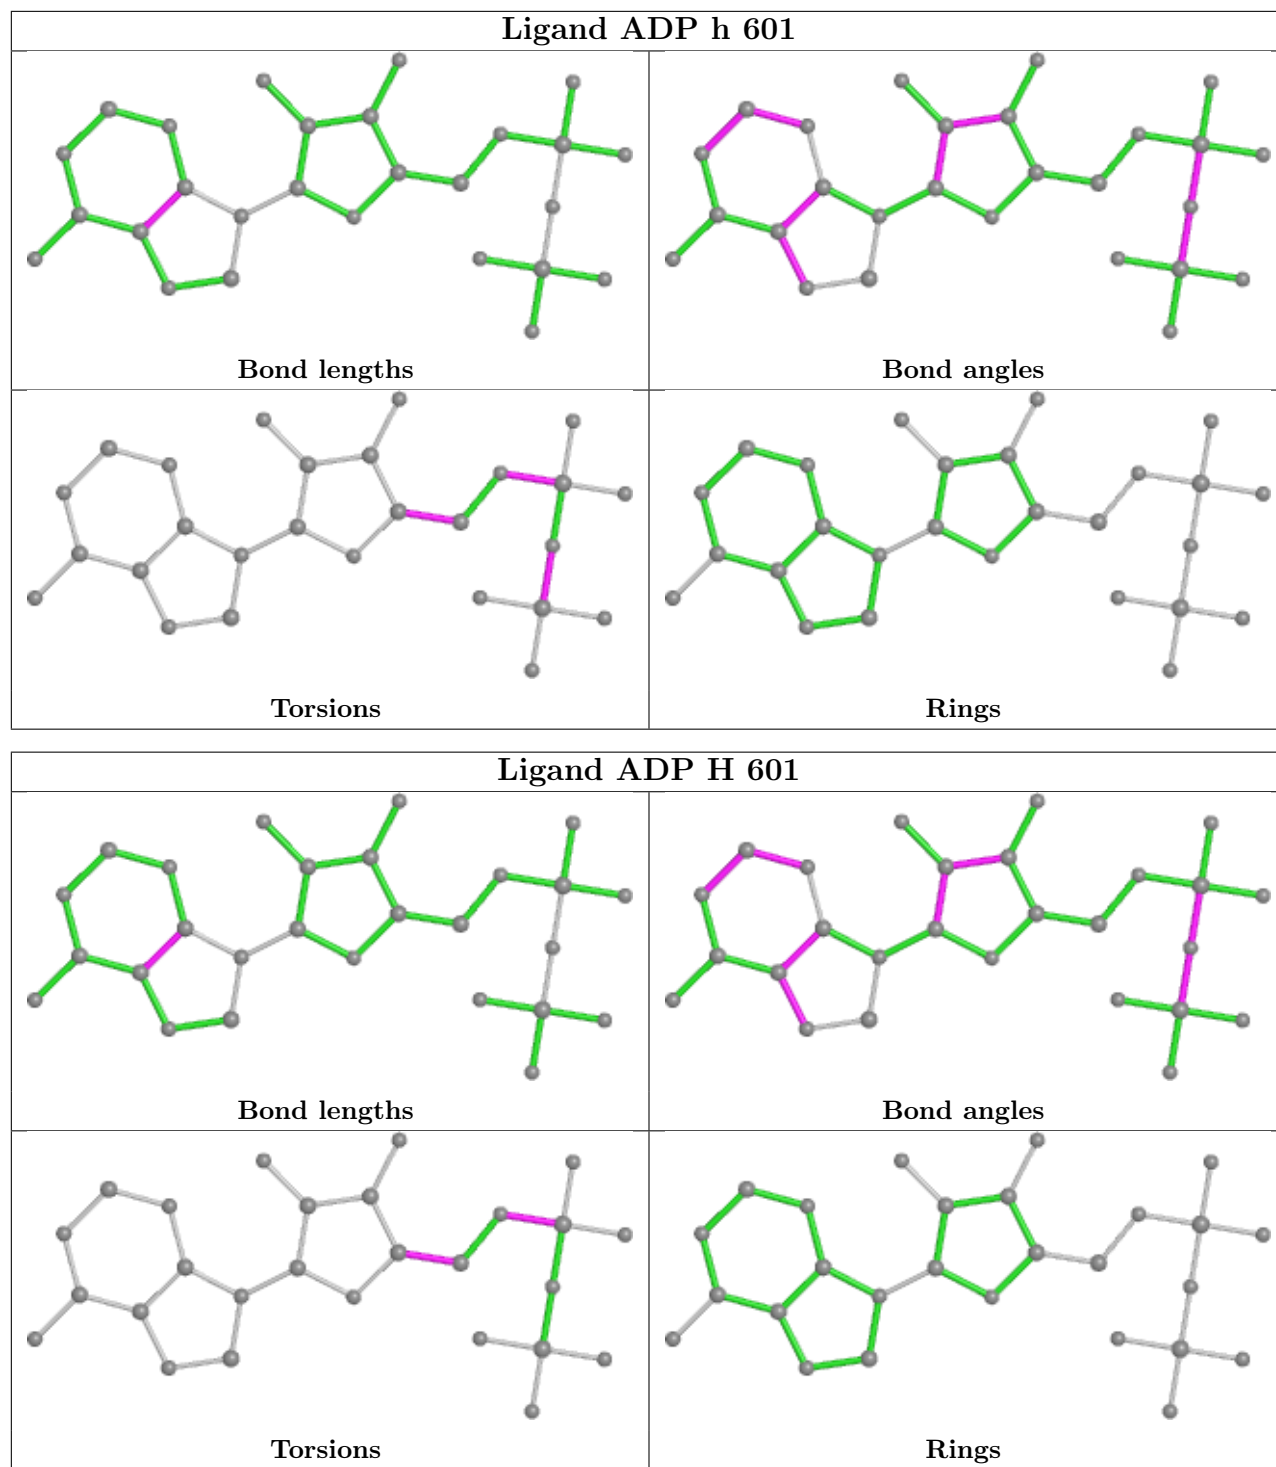 Ligand ADP h 601
Bond lengths
Bond angles
Torsions
Rings
Ligand ADP H 601
Bond lengths
Bond angles
Torsions
Rings